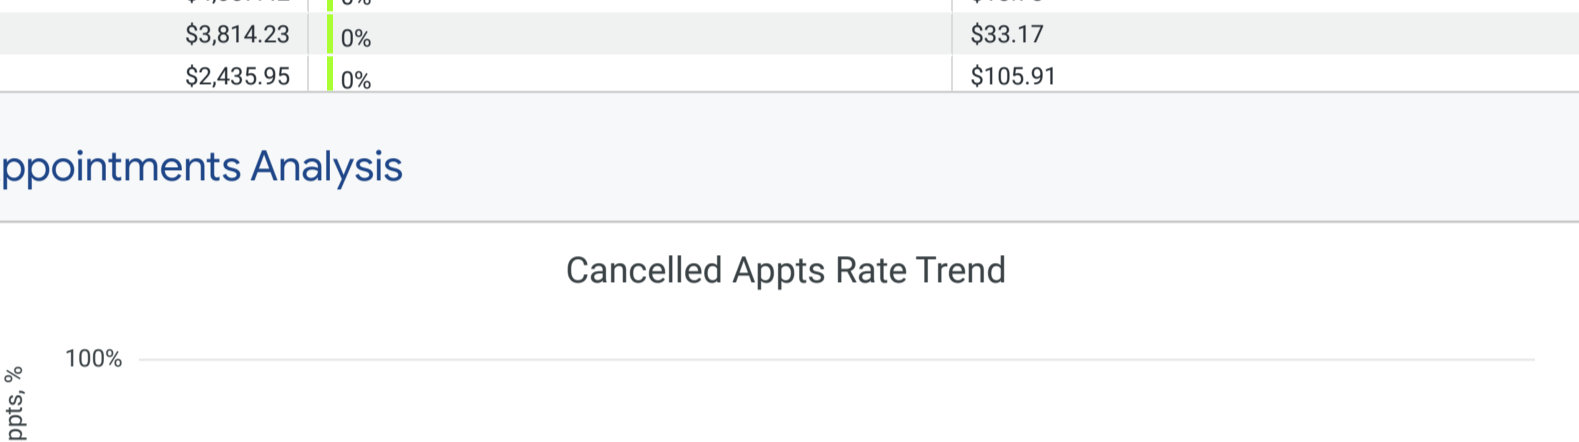 $3,814.23 0% $33.17
$2,435.95 0% $105.91
ppointments Analysis
Cancelled Appts Rate Trend
100%
ppts, %